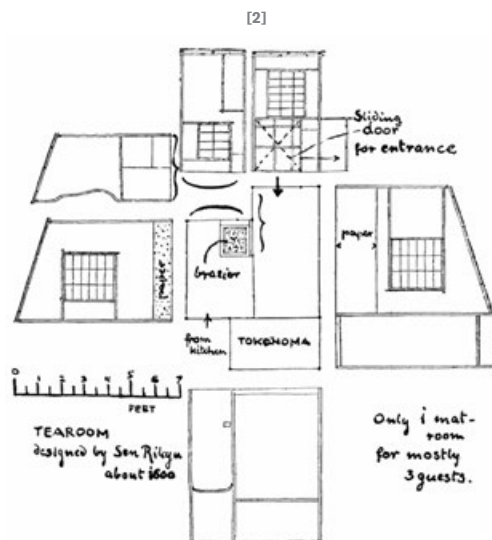 [2]
Sliding
door
for entrance
paper
brazier
paper
from
kitchen
TOKONOMA
0 1 2 3 4 5 6 7
FEET
TEAROOM
designed by Sen Rikyu
about 1600
Only 1 mat-
room
for mostly
3 guests.